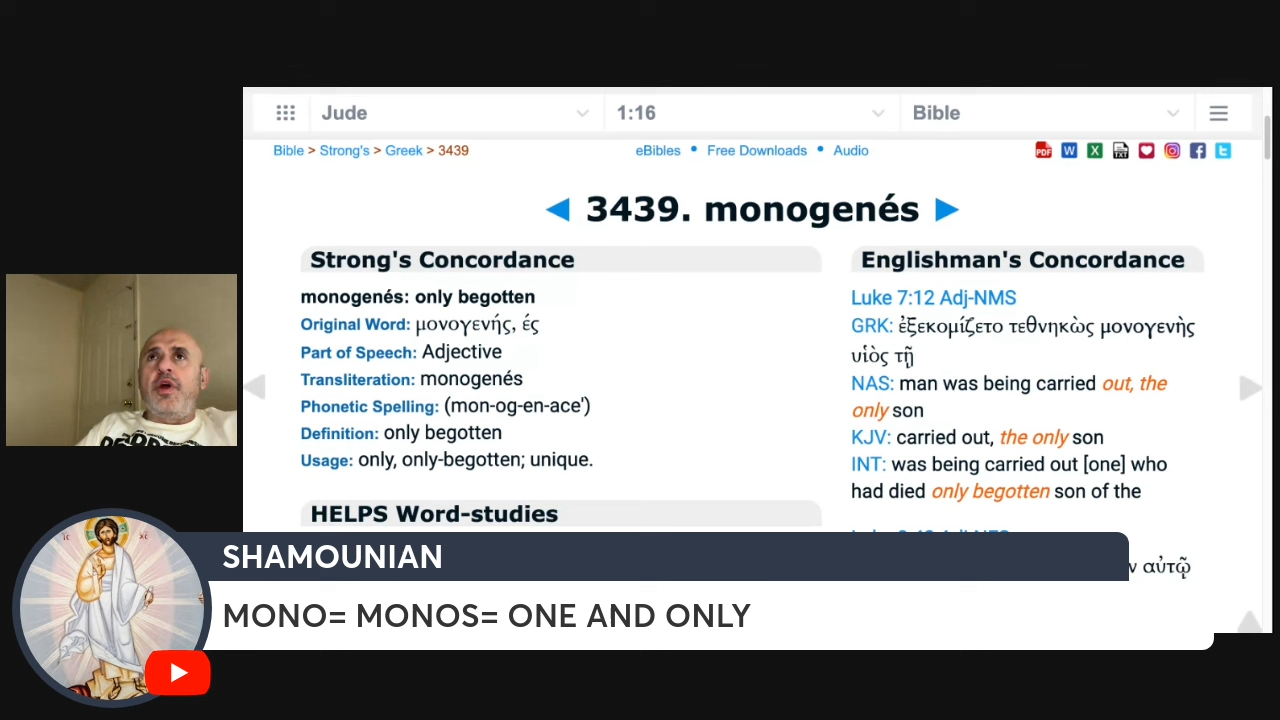 Jude
1:16
Bible
Bible > Strong's > Greek > 3439
eBibles • Free Downloads • Audio
PDF
W
X
TXT
◄ 3439. monogenés ►
Strong's Concordance
monogenés: only begotten
Original Word: μονογενής, ές
Part of Speech: Adjective
Transliteration: monogenés
Phonetic Spelling: (mon-og-en-ace')
Definition: only begotten
Usage: only, only-begotten; unique.
HELPS Word-studies
Englishman's Concordance
Luke 7:12 Adj-NMS
GRK: ἐξεκομίζετο τεθνηκὼς μονογενὴς
υἱὸς τῇ
NAS: man was being carried out, the
only son
KJV: carried out, the only son
INT: was being carried out [one] who
had died only begotten son of the
αὐτῷ
SHAMOUNIAN
MONO= MONOS= ONE AND ONLY
IC XC